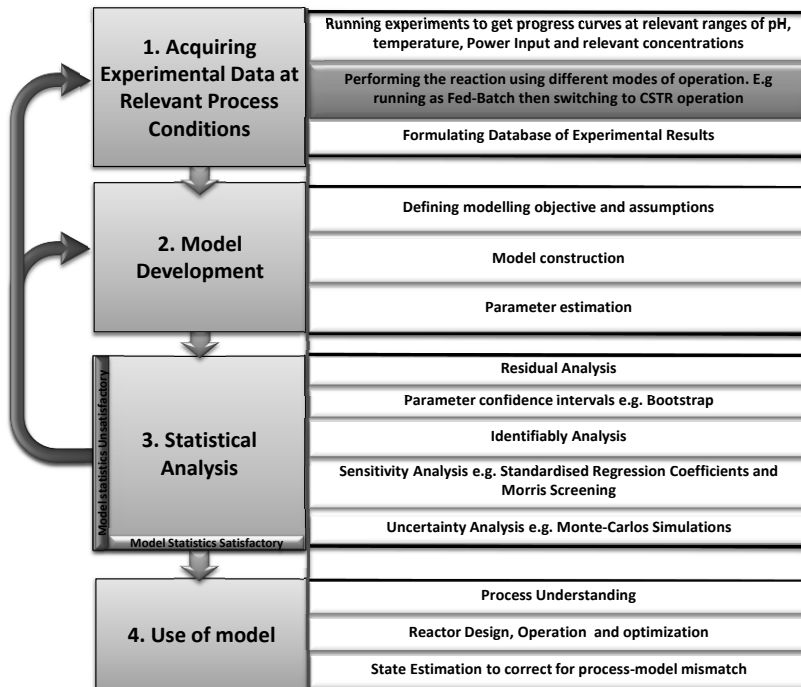 1. Acquiring
Experimental Data at
Relevant Process
Conditions
Running experiments to get progress curves at relevant ranges of pH,
temperature, Power Input and relevant concentrations
Performing the reaction using different modes of operation. E.g
running as Fed-Batch then switching to CSTR operation
Formulating Database of Experimental Results
2. Model
Development
Defining modelling objective and assumptions
Model construction
Parameter estimation
Model statistics Unsatisfactory
3. Statistical
Analysis
Model Statistics Satisfactory
Residual Analysis
Parameter confidence intervals e.g. Bootstrap
Identifiably Analysis
Sensitivity Analysis e.g. Standardised Regression Coefficients and
Morris Screening
Uncertainty Analysis e.g. Monte-Carlos Simulations
4. Use of model
Process Understanding
Reactor Design, Operation and optimization
State Estimation to correct for process-model mismatch